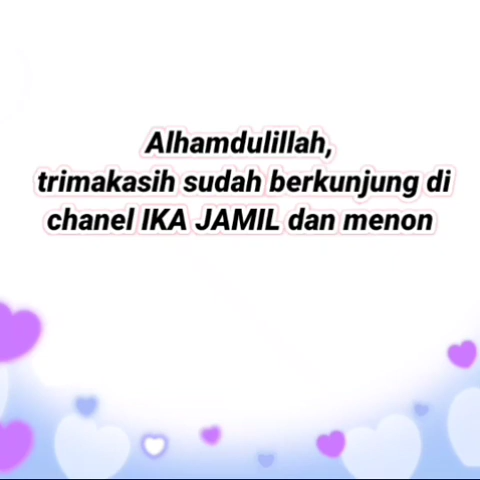 Alhamdulillah,
trimakasih sudah berkunjung di
chanel IKA JAMIL dan menon